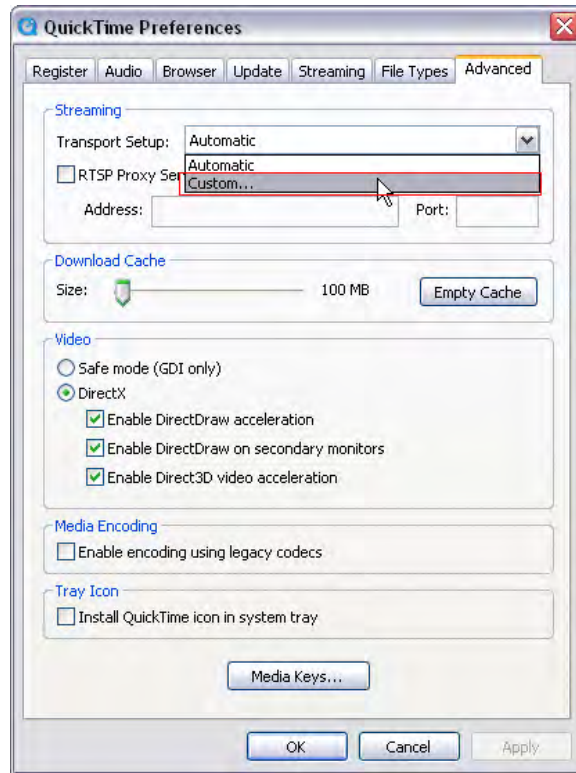 QuickTime Preferences
Register Audio Browser Update Streaming File Types Advanced
Streaming
Transport Setup: Automatic
Automatic
RTSP Proxy Ser
Custom...
Address: Port:
Download Cache
Size: 100 MB Empty Cache
Video
Safe mode (GDI only)
DirectX
Enable DirectDraw acceleration
Enable DirectDraw on secondary monitors
Enable Direct3D video acceleration
Media Encoding
Enable encoding using legacy codecs
Tray Icon
Install QuickTime icon in system tray
Media Keys...
OK Cancel Apply